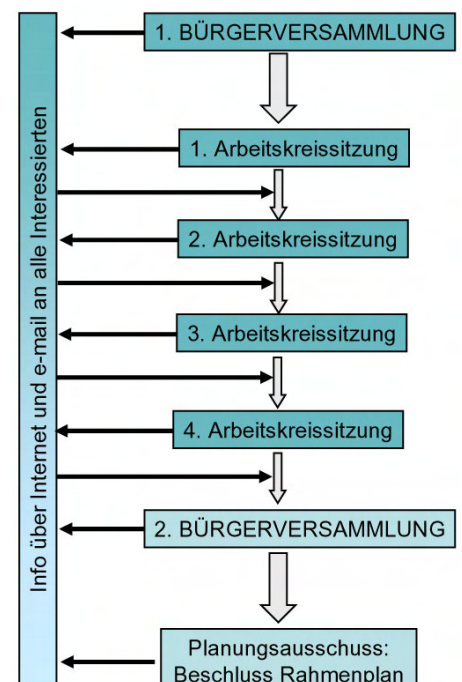 Info über Internet und e-mail an alle Interessierten
1. BÜRGERVERSAMMLUNG
1. Arbeitskreissitzung
2. Arbeitskreissitzung
3. Arbeitskreissitzung
4. Arbeitskreissitzung
2. BÜRGERVERSAMMLUNG
Planungsausschuss:
Beschluss Rahmenplan